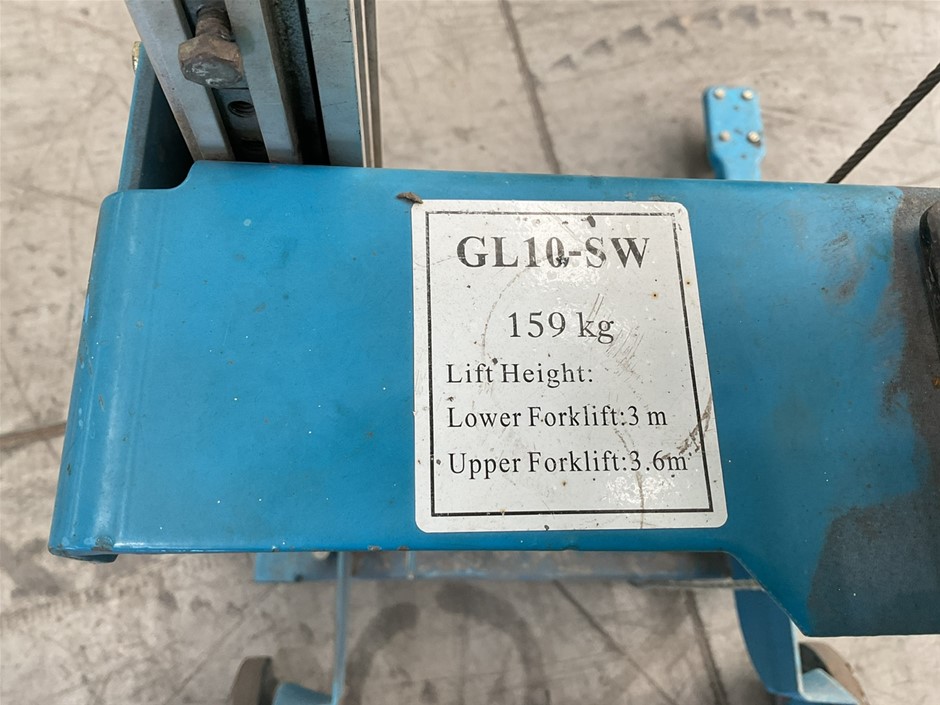 GL10-SW
159 kg
Lift Height:
Lower Forklift:3 m
Upper Forklift:3.6m